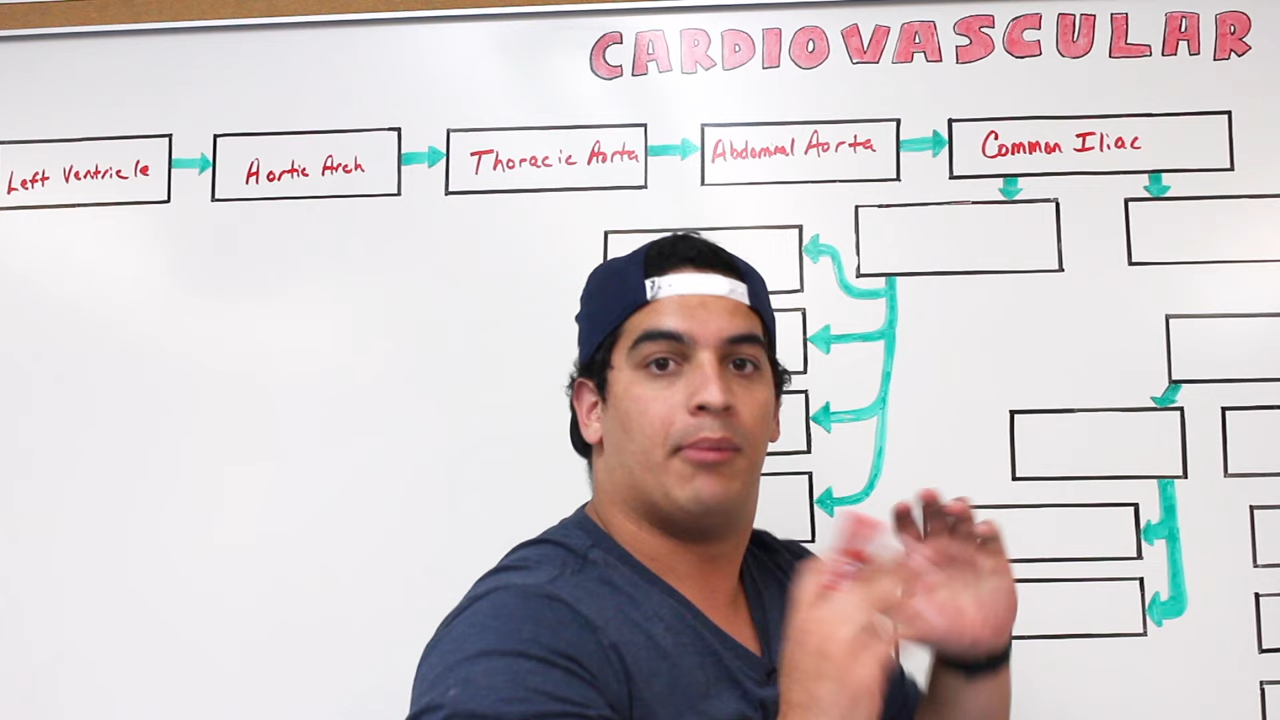 CARDIOVASCULAR
Left Ventricle
Aortic Arch
Thoracic Aorta
Abdominal Aorta
Common Iliac